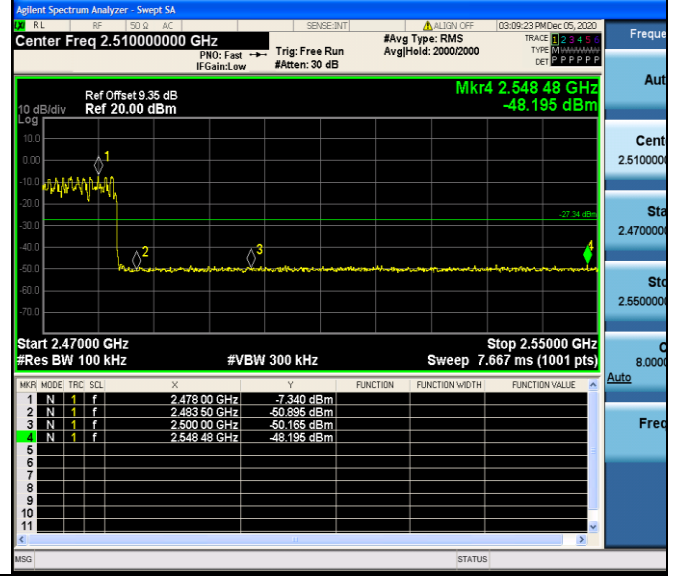 Agilent Spectrum Analyzer - Swept SA
RL RF 50 Ω AC SENSE:INT ALIGN OFF 03:09:23 PM Dec 05, 2020
Center Freq 2.510000000 GHz
PNO: Fast Trig: Free Run
IFGain:Low #Atten: 30 dB
#Avg Type: RMS
Avg|Hold: 2000/2000
TRACE 1 2 3 4 5 6
TYPE M
DET P P P P P P
Ref Offset 9.35 dB
10 dB/div Ref 20.00 dBm
Log
Mkr4 2.548 48 GHz
-48.195 dBm
10.0
0.00
-10.0
-20.0
-30.0
-40.0
-50.0
-60.0
-70.0
1
2
3
4
-27.34 dBm
Start 2.47000 GHz Stop 2.55000 GHz
#Res BW 100 kHz #VBW 300 kHz Sweep 7.667 ms (1001 pts)
MKR MODE TRC SCL X Y FUNCTION FUNCTION WIDTH FUNCTION VALUE
1 N 1 f 2.478 00 GHz -7.340 dBm
2 N 1 f 2.483 50 GHz -50.895 dBm
3 N 1 f 2.500 00 GHz -50.165 dBm
4 N 1 f 2.548 48 GHz -48.195 dBm
5
6
7
8
9
10
11
MSG STATUS
Freque
Aut
Cent
2.510000
Sta
2.470000
Sto
2.550000
C
8.0000
Auto
Freq